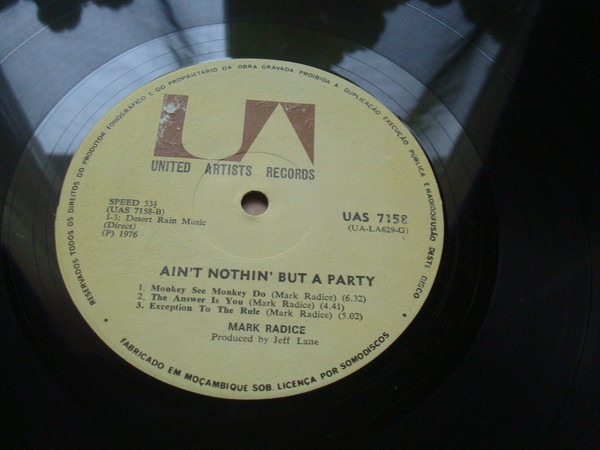 RESERVADOS TODOS OS DIREITOS DO PRODUTOR FONOGRÁFICO E DO PROPRIETÁRIO DA OBRA GRAVADA PROIBIDA A DUPLICAÇÃO EXECUÇÃO PÚBLICA E RADIODIFUSÃO DESTE DISCO
UA
UNITED ARTISTS RECORDS
SPEED 33⅓
(UAS 7158-B)
1-3: Desert Rain Music
(Direct)
(P) 1976
UAS 7158
(UA-LA629-G)
AIN'T NOTHIN' BUT A PARTY
1. Monkey See Monkey Do (Mark Radice) (6.32)
2. The Answer Is You (Mark Radice) (4.41)
3. Exception To The Rule (Mark Radice) (5.02)
MARK RADICE
Produced by Jeff Lane
FABRICADO EM MOÇAMBIQUE SOB. LICENÇA POR SOMODISCOS